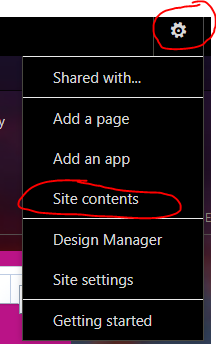 Shared with...
Add a page
Add an app
Site contents
Design Manager
Site settings
Getting started